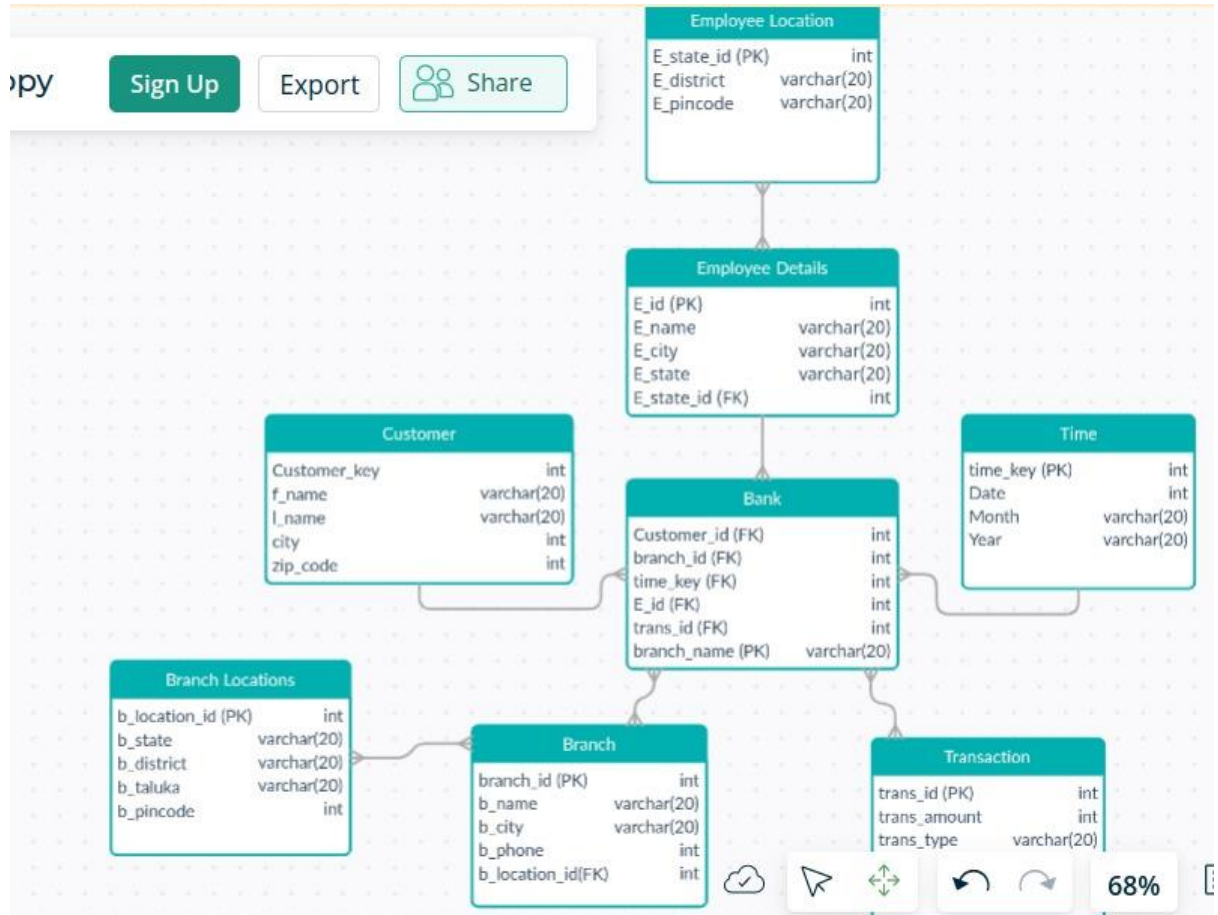 Employee Location
E_state_id (PK) int
E_district varchar(20)
E_pincode varchar(20)
Sign Up Export Share
Employee Details
E_id (PK) int
E_name varchar(20)
E_city varchar(20)
E_state varchar(20)
E_state_id (FK) int
Customer
Customer_key int
f_name varchar(20)
l_name varchar(20)
city int
zip_code int
Time
time_key (PK) int
Date int
Month varchar(20)
Year varchar(20)
Bank
Customer_id (FK) int
branch_id (FK) int
time_key (FK) int
E_id (FK) int
trans_id (FK) int
branch_name (PK) varchar(20)
Branch Locations
b_location_id (PK) int
b_state varchar(20)
b_district varchar(20)
b_taluka varchar(20)
b_pincode int
Branch
branch_id (PK) int
b_name varchar(20)
b_city varchar(20)
b_phone int
b_location_id(FK) int
Transaction
trans_id (PK) int
trans_amount int
trans_type varchar(20)
68%